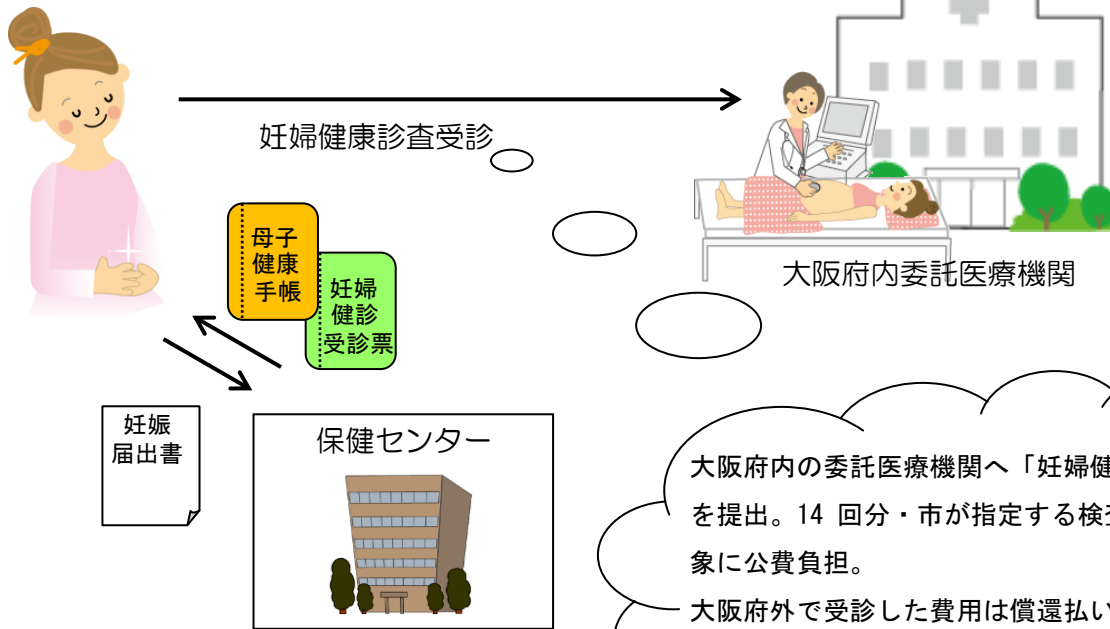 妊婦健康診査受診
母子
健康
手帳
妊婦
健診
受診票
大阪府内委託医療機関
妊娠
届出書
保健センター
大阪府内の委託医療機関へ「妊婦健
を提出。14 回分・市が指定する検査
象に公費負担。
大阪府外で受診した費用は償還払い